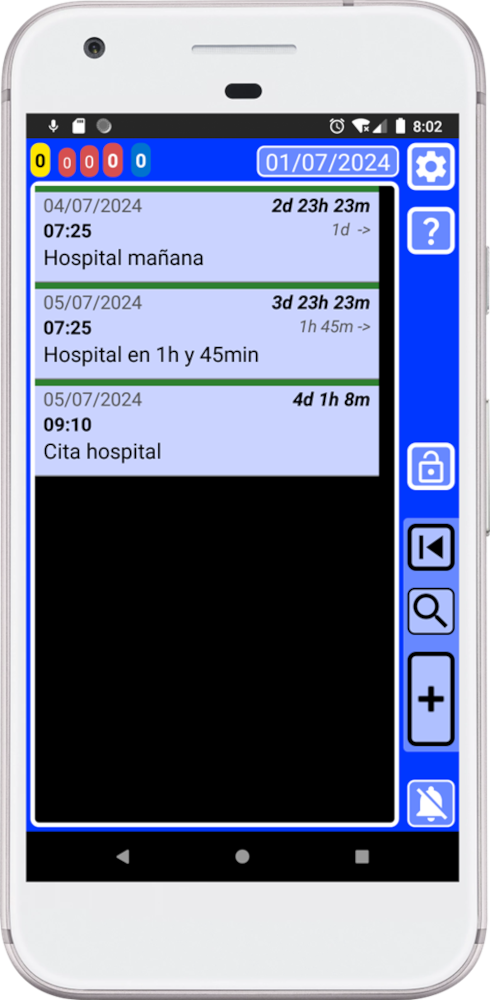 8:02
0 0 0 0 0 01/07/2024
?
04/07/2024 2d 23h 23m
07:25 1d ->
Hospital mañana
05/07/2024 3d 23h 23m
07:25 1h 45m ->
Hospital en 1h y 45min
05/07/2024 4d 1h 8m
09:10
Cita hospital
+